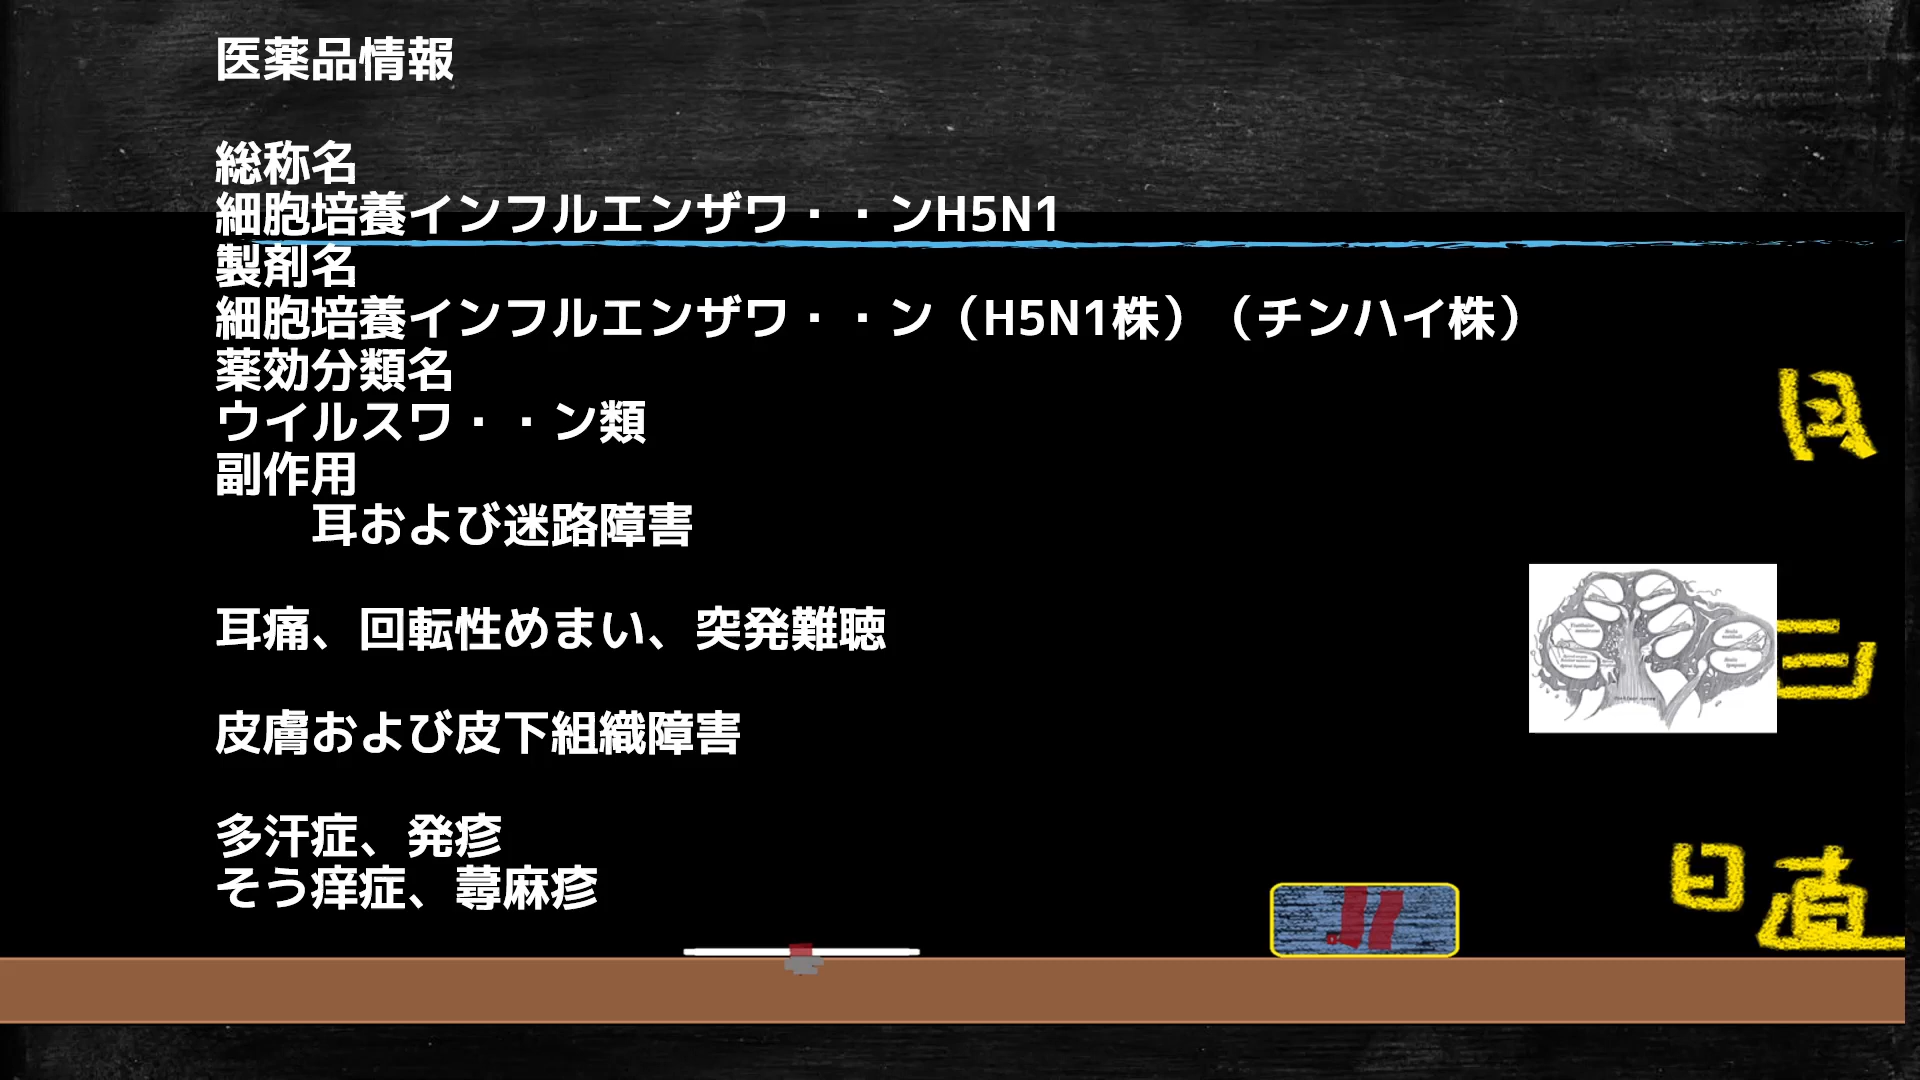 医薬品情報
総称名
細胞培養インフルエンザワ・・ンH5N1
製剤名
細胞培養インフルエンザワ・・ン（H5N1株）（チンハイ株）
薬効分類名
ウイルスワ・・ン類
副作用
耳および迷路障害
耳痛、回転性めまい、突発難聴
皮膚および皮下組織障害
多汗症、発疹
そう痒症、蕁麻疹
日直